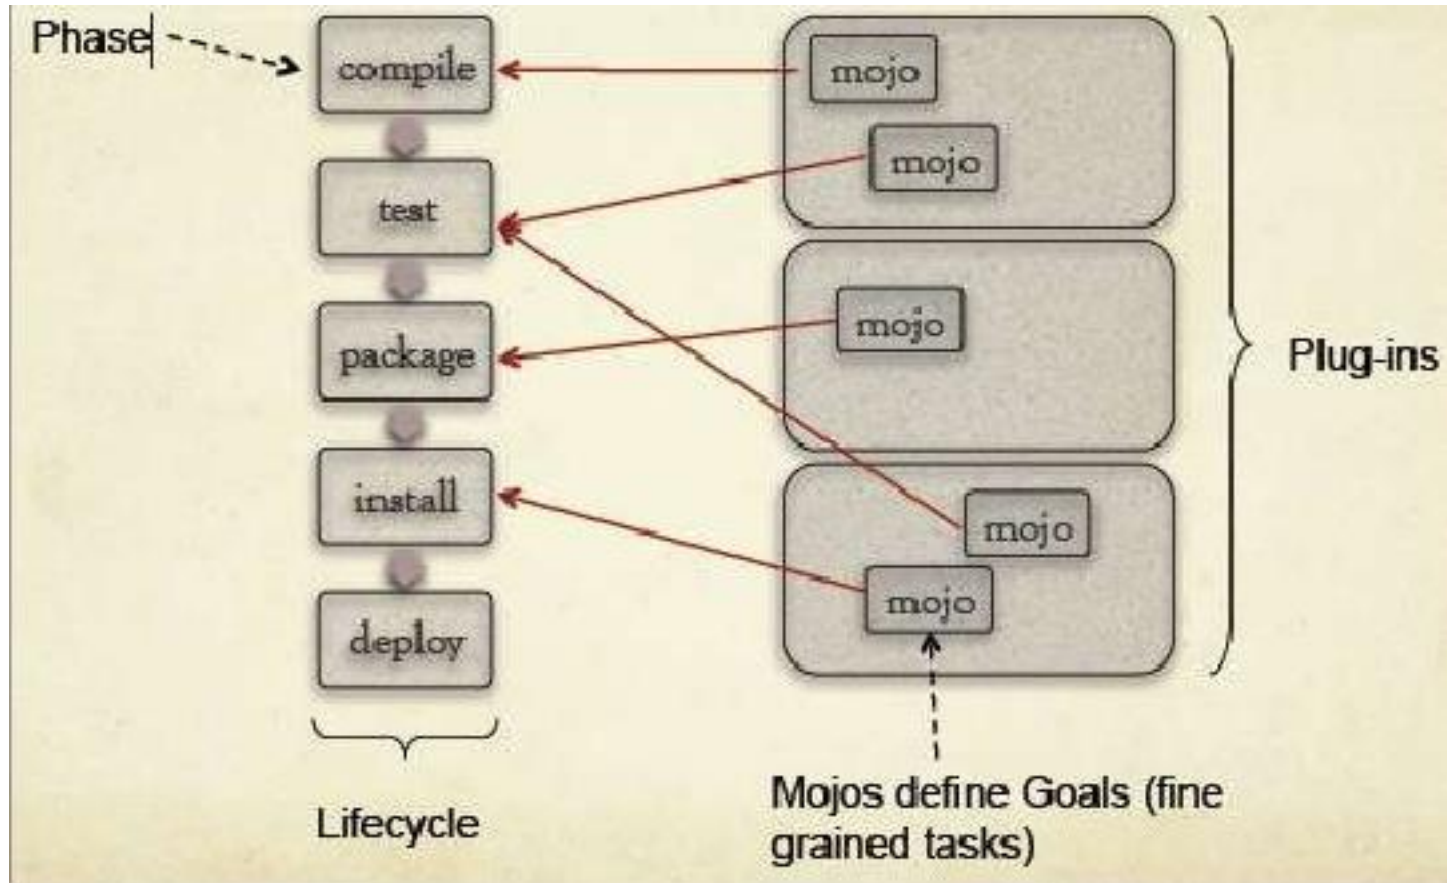 Phase
compile
mojo
mojo
test
mojo
package
Plug-ins
install
mojo
mojo
deploy
Lifecycle
Mojos define Goals (fine
grained tasks)